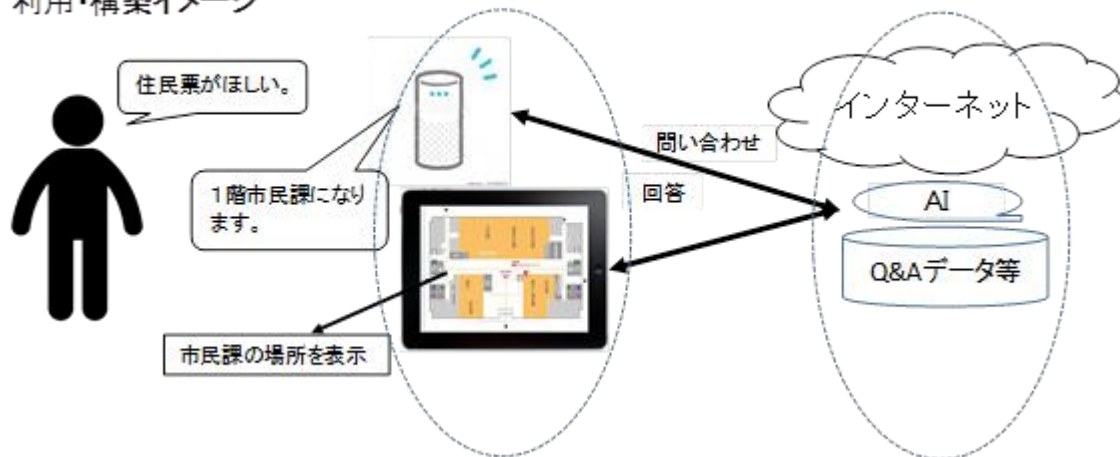 利用・構築イメージ
住民票がほしい。
1階市民課になり
ます。
市民課の場所を表示
問い合わせ
回答
インターネット
AI
Q&Aデータ等